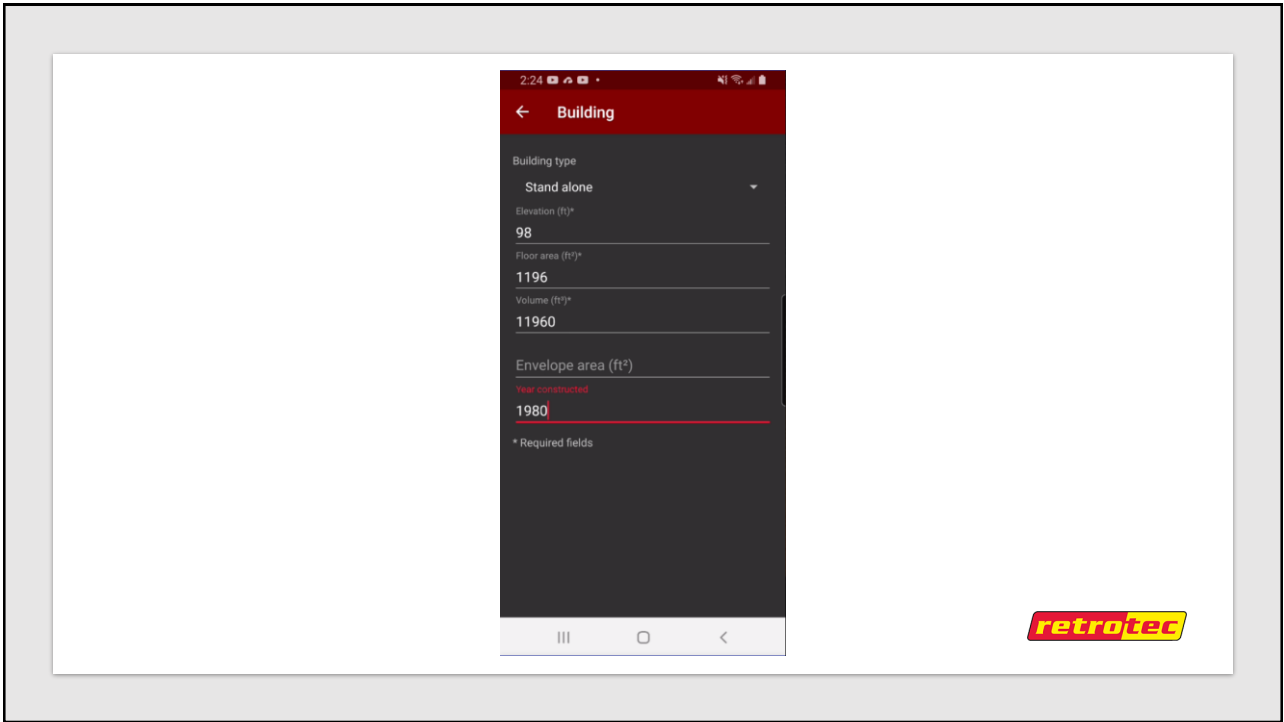 2:24
Building
Building type
Stand alone
Elevation (ft)*
98
Floor area (ft²)*
1196
Volume (ft³)*
11960
Envelope area (ft²)
Year constructed
1980
* Required fields
retrotec